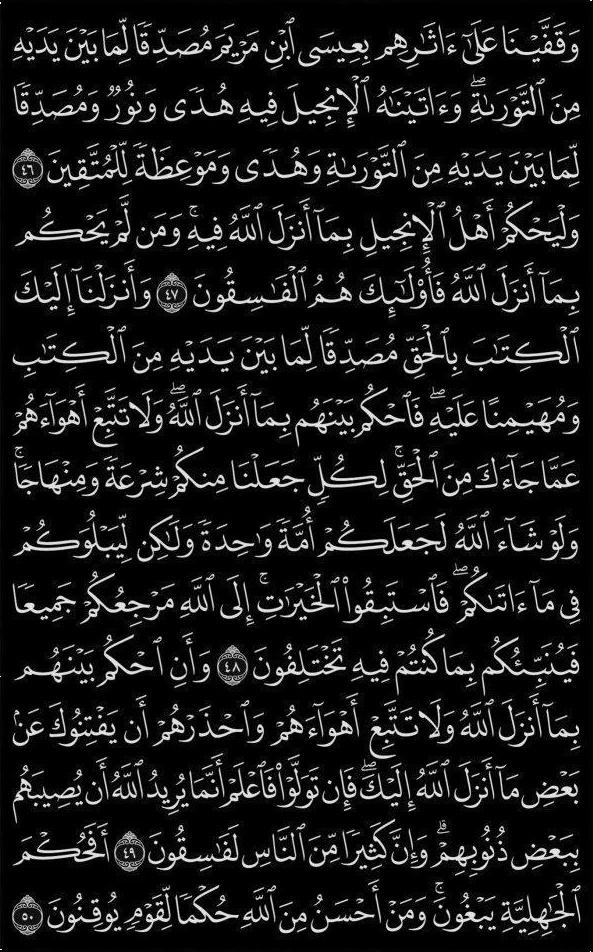 وَقَفَّيْنَا عَلَىٰٓ ءَاثَـٰرِهِم بِعِيسَى ٱبْنِ مَرْيَمَ مُصَدِّقًا لِّمَا بَيْنَ يَدَيْهِ
مِنَ ٱلتَّوْرَىٰةِ ۖ وَءَاتَيْنَـٰهُ ٱلْإِنجِيلَ فِيهِ هُدًى وَنُورٌ وَمُصَدِّقًا
لِّمَا بَيْنَ يَدَيْهِ مِنَ ٱلتَّوْرَىٰةِ وَهُدًى وَمَوْعِظَةً لِّلْمُتَّقِينَ ٤٦
وَلْيَحْكُمْ أَهْلُ ٱلْإِنجِيلِ بِمَآ أَنزَلَ ٱللَّهُ فِيهِ ۚ وَمَن لَّمْ يَحْكُم
بِمَآ أَنزَلَ ٱللَّهُ فَأُو۟لَـٰٓئِكَ هُمُ ٱلْفَـٰسِقُونَ ٤٧ وَأَنزَلْنَآ إِلَيْكَ
ٱلْكِتَـٰبَ بِٱلْحَقِّ مُصَدِّقًا لِّمَا بَيْنَ يَدَيْهِ مِنَ ٱلْكِتَـٰبِ
وَمُهَيْمِنًا عَلَيْهِ ۖ فَٱحْكُم بَيْنَهُم بِمَآ أَنزَلَ ٱللَّهُ ۖ وَلَا تَتَّبِعْ أَهْوَآءَهُمْ
عَمَّا جَآءَكَ مِنَ ٱلْحَقِّ ۚ لِكُلٍّ جَعَلْنَا مِنكُمْ شِرْعَةً وَمِنْهَاجًا ۚ
وَلَوْ شَآءَ ٱللَّهُ لَجَعَلَكُمْ أُمَّةً وَٰحِدَةً وَلَـٰكِن لِّيَبْلُوَكُمْ
فِى مَآ ءَاتَىٰكُمْ ۖ فَٱسْتَبِقُوا۟ ٱلْخَيْرَٰتِ ۚ إِلَى ٱللَّهِ مَرْجِعُكُمْ جَمِيعًا
فَيُنَبِّئُكُم بِمَا كُنتُمْ فِيهِ تَخْتَلِفُونَ ٤٨ وَأَنِ ٱحْكُم بَيْنَهُم
بِمَآ أَنزَلَ ٱللَّهُ وَلَا تَتَّبِعْ أَهْوَآءَهُمْ وَٱحْذَرْهُمْ أَن يَفْتِنُوكَ عَنۢ
بَعْضِ مَآ أَنزَلَ ٱللَّهُ إِلَيْكَ ۖ فَإِن تَوَلَّوْا۟ فَٱعْلَمْ أَنَّمَا يُرِيدُ ٱللَّهُ أَن يُصِيبَهُم
بِبَعْضِ ذُنُوبِهِمْ ۗ وَإِنَّ كَثِيرًا مِّنَ ٱلنَّاسِ لَفَـٰسِقُونَ ٤٩ أَفَحُكْمَ
ٱلْجَـٰهِلِيَّةِ يَبْغُونَ ۚ وَمَنْ أَحْسَنُ مِنَ ٱللَّهِ حُكْمًا لِّقَوْمٍ يُوقِنُونَ ٥٠